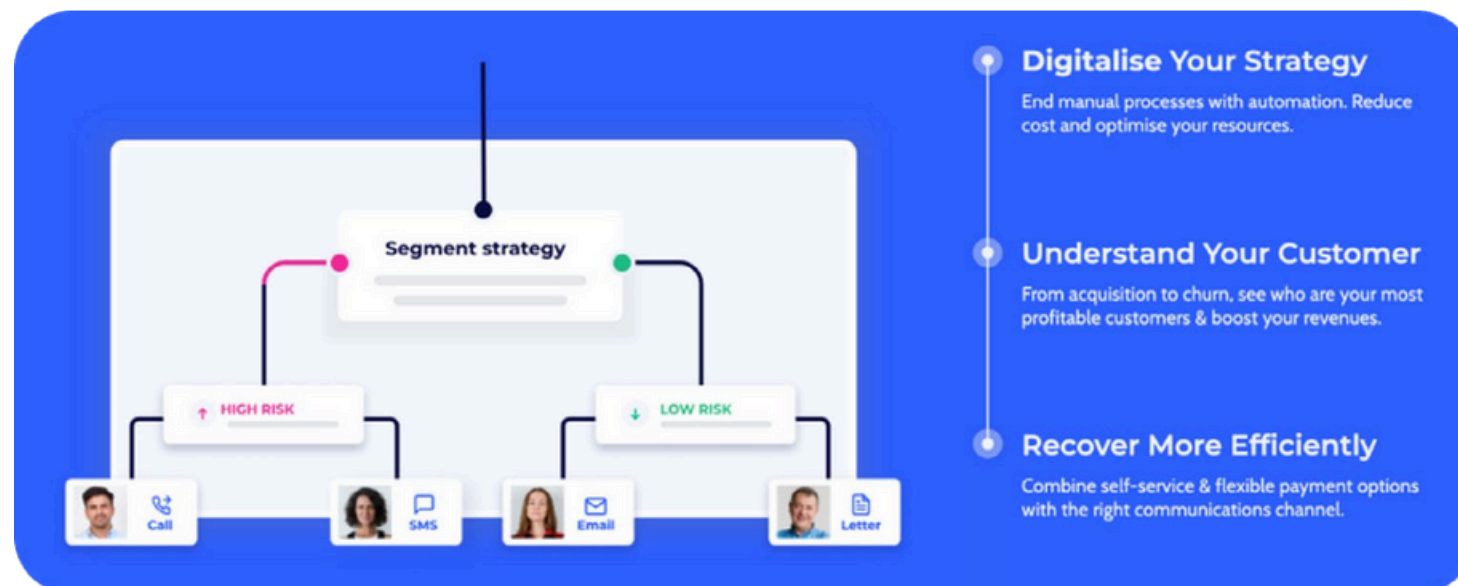 Segment strategy
HIGH RISK
LOW RISK
Call
SMS
Email
Letter
Digitalise Your Strategy
End manual processes with automation. Reduce
cost and optimise your resources.
Understand Your Customer
From acquisition to churn, see who are your most
profitable customers & boost your revenues.
Recover More Efficiently
Combine self-service & flexible payment options
with the right communications channel.